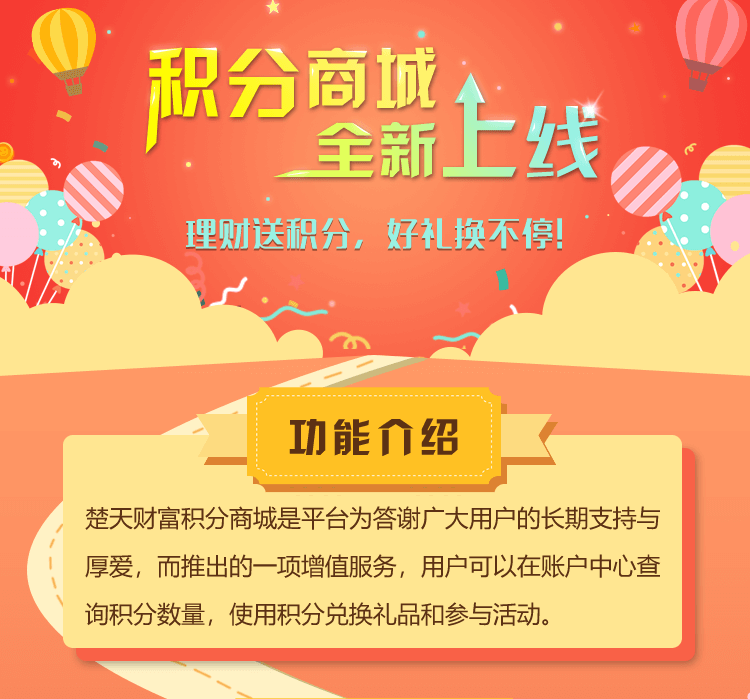 积分商城
全新上线
理财送积分，好礼换不停！
功能介绍
楚天财富积分商城是平台为答谢广大用户的长期支持与
厚爱，而推出的一项增值服务，用户可以在账户中心查
询积分数量，使用积分兑换礼品和参与活动。